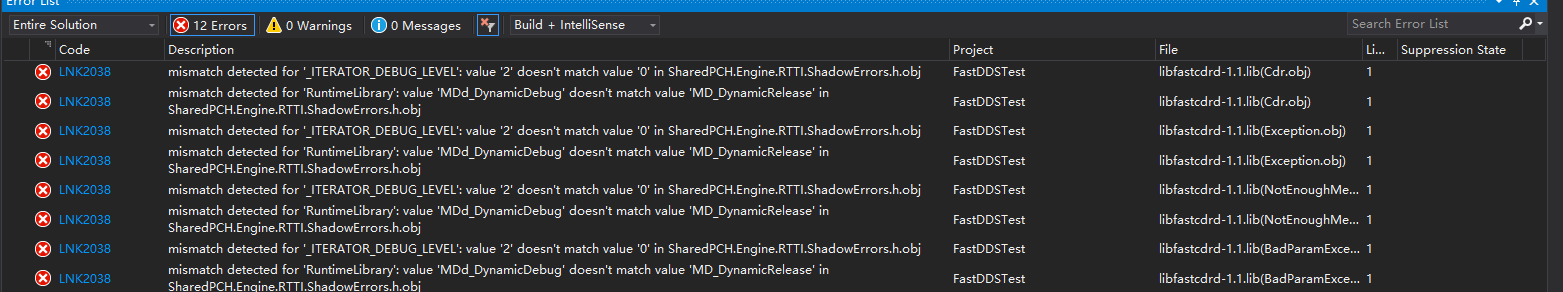 Error List
Entire Solution
12 Errors
0 Warnings
0 Messages
Build + IntelliSense
Search Error List
Code Description Project File Li... Suppression State
LNK2038 mismatch detected for '_ITERATOR_DEBUG_LEVEL': value '2' doesn't match value '0' in SharedPCH.Engine.RTTI.ShadowErrors.h.obj FastDDSTest libfastcdrd-1.1.lib(Cdr.obj) 1
LNK2038 mismatch detected for 'RuntimeLibrary': value 'MDd_DynamicDebug' doesn't match value 'MD_DynamicRelease' in FastDDSTest libfastcdrd-1.1.lib(Cdr.obj) 1
SharedPCH.Engine.RTTI.ShadowErrors.h.obj
LNK2038 mismatch detected for '_ITERATOR_DEBUG_LEVEL': value '2' doesn't match value '0' in SharedPCH.Engine.RTTI.ShadowErrors.h.obj FastDDSTest libfastcdrd-1.1.lib(Exception.obj) 1
LNK2038 mismatch detected for 'RuntimeLibrary': value 'MDd_DynamicDebug' doesn't match value 'MD_DynamicRelease' in FastDDSTest libfastcdrd-1.1.lib(Exception.obj) 1
SharedPCH.Engine.RTTI.ShadowErrors.h.obj
LNK2038 mismatch detected for '_ITERATOR_DEBUG_LEVEL': value '2' doesn't match value '0' in SharedPCH.Engine.RTTI.ShadowErrors.h.obj FastDDSTest libfastcdrd-1.1.lib(NotEnoughMe... 1
LNK2038 mismatch detected for 'RuntimeLibrary': value 'MDd_DynamicDebug' doesn't match value 'MD_DynamicRelease' in FastDDSTest libfastcdrd-1.1.lib(NotEnoughMe... 1
SharedPCH.Engine.RTTI.ShadowErrors.h.obj
LNK2038 mismatch detected for '_ITERATOR_DEBUG_LEVEL': value '2' doesn't match value '0' in SharedPCH.Engine.RTTI.ShadowErrors.h.obj FastDDSTest libfastcdrd-1.1.lib(BadParamExce... 1
LNK2038 mismatch detected for 'RuntimeLibrary': value 'MDd_DynamicDebug' doesn't match value 'MD_DynamicRelease' in FastDDSTest libfastcdrd-1.1.lib(BadParamExce... 1
SharedPCH.Engine.RTTI.ShadowErrors.h.obj